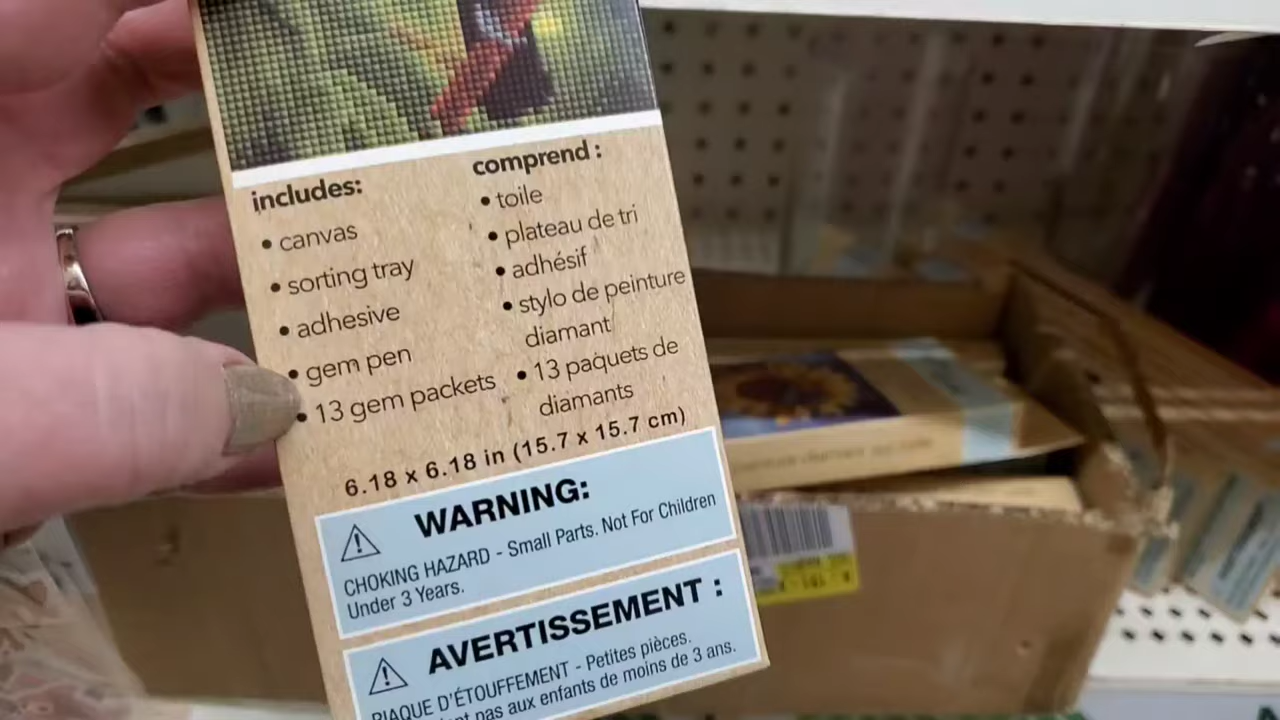 includes:
• canvas
• sorting tray
• adhesive
• gem pen
• 13 gem packets
comprend :
• toile
• plateau de tri
• adhésif
• stylo de peinture
diamant
• 13 paquets de
diamants
6.18 x 6.18 in (15.7 x 15.7 cm)
WARNING:
CHOKING HAZARD - Small Parts. Not For Children
Under 3 Years.
AVERTISSEMENT :
RIAQUE D'ÉTOUFFEMENT - Petites pièces.
pas aux enfants de moins de 3 ans.